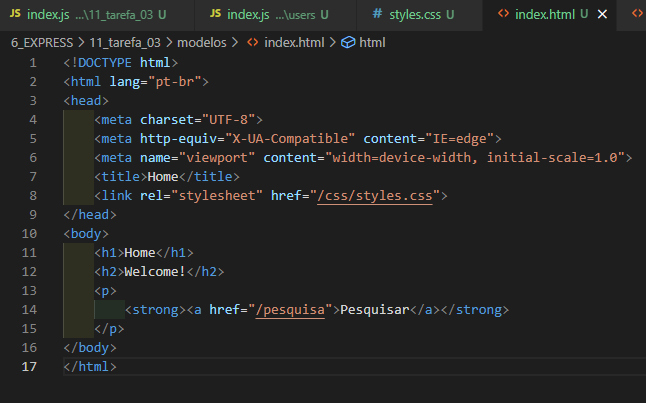 JS index.js ...\11_tarefa_03 U JS index.js ...\users U # styles.css U <> index.html U ✕ <>
6_EXPRESS > 11_tarefa_03 > modelos > <> index.html > html
1 <!DOCTYPE html>
2 <html lang="pt-br">
3 <head>
4 <meta charset="UTF-8">
5 <meta http-equiv="X-UA-Compatible" content="IE=edge">
6 <meta name="viewport" content="width=device-width, initial-scale=1.0">
7 <title>Home</title>
8 <link rel="stylesheet" href="/css/styles.css">
9 </head>
10 <body>
11 <h1>Home</h1>
12 <h2>Welcome!</h2>
13 <p>
14 <strong><a href="/pesquisa">Pesquisar</a></strong>
15 </p>
16 </body>
17 </html>